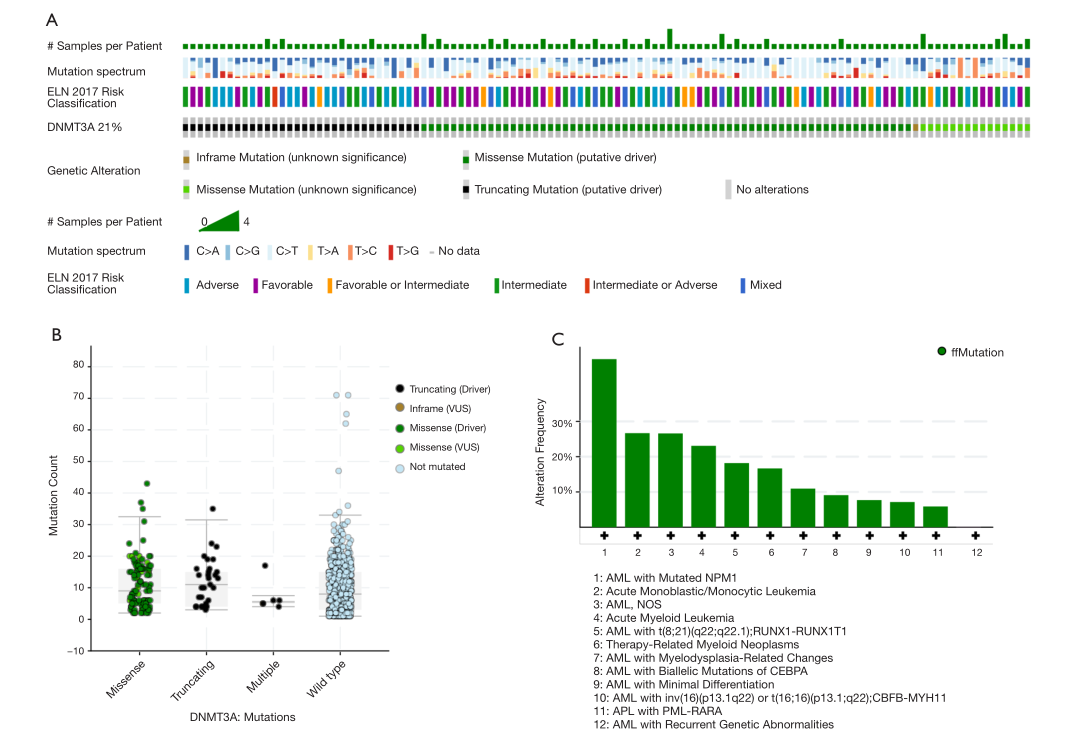 A
# Samples per Patient
Mutation spectrum
ELN 2017 Risk
Classification
DNMT3A 21%
Genetic Alteration
Inframe Mutation (unknown significance)
Missense Mutation (putative driver)
Missense Mutation (unknown significance)
Truncating Mutation (putative driver)
No alterations
# Samples per Patient
0 4
Mutation spectrum
C>A C>G C>T T>A T>C T>G No data
ELN 2017 Risk
Classification
Adverse Favorable Favorable or Intermediate Intermediate Intermediate or Adverse Mixed
B
Mutation Count
80
70
60
50
40
30
20
10
0
−10
Missense
Truncating
Multiple
Wild type
DNMT3A: Mutations
Truncating (Driver)
Inframe (VUS)
Missense (Driver)
Missense (VUS)
Not mutated
C
ffMutation
Alteration Frequency
30%
20%
10%
1 2 3 4 5 6 7 8 9 10 11 12
1: AML with Mutated NPM1
2: Acute Monoblastic/Monocytic Leukemia
3: AML, NOS
4: Acute Myeloid Leukemia
5: AML with t(8;21)(q22;q22.1);RUNX1-RUNX1T1
6: Therapy-Related Myeloid Neoplasms
7: AML with Myelodysplasia-Related Changes
8: AML with Biallelic Mutations of CEBPA
9: AML with Minimal Differentiation
10: AML with inv(16)(p13.1q22) or t(16;16)(p13.1;q22);CBFB-MYH11
11: APL with PML-RARA
12: AML with Recurrent Genetic Abnormalities